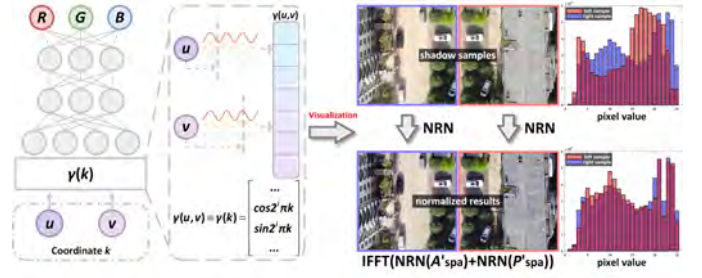 R G B
γ(k)
u v
Coordinate k
γ(u,v)
u
v
γ(u,v) = γ(k) =
...
cos2ⁱπk
sin2ⁱπk
...
Visualization
shadow samples
NRN NRN
normalized results
IFFT(NRN(A'spa)+NRN(P'spa))
left sample
right sample
pixel value
left sample
right sample
pixel value